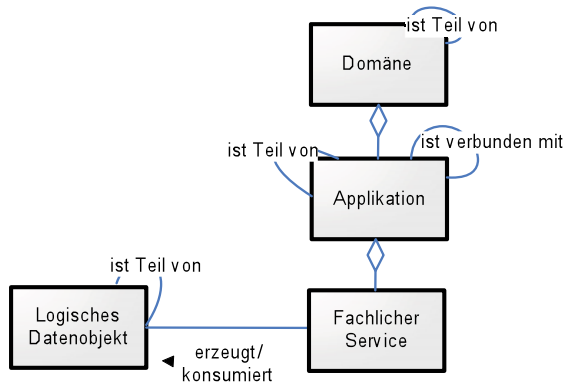 ist Teil von
Domäne
ist verbunden mit
ist Teil von
Applikation
ist Teil von
Logisches
Datenobjekt
Fachlicher
Service
erzeugt/
konsumiert